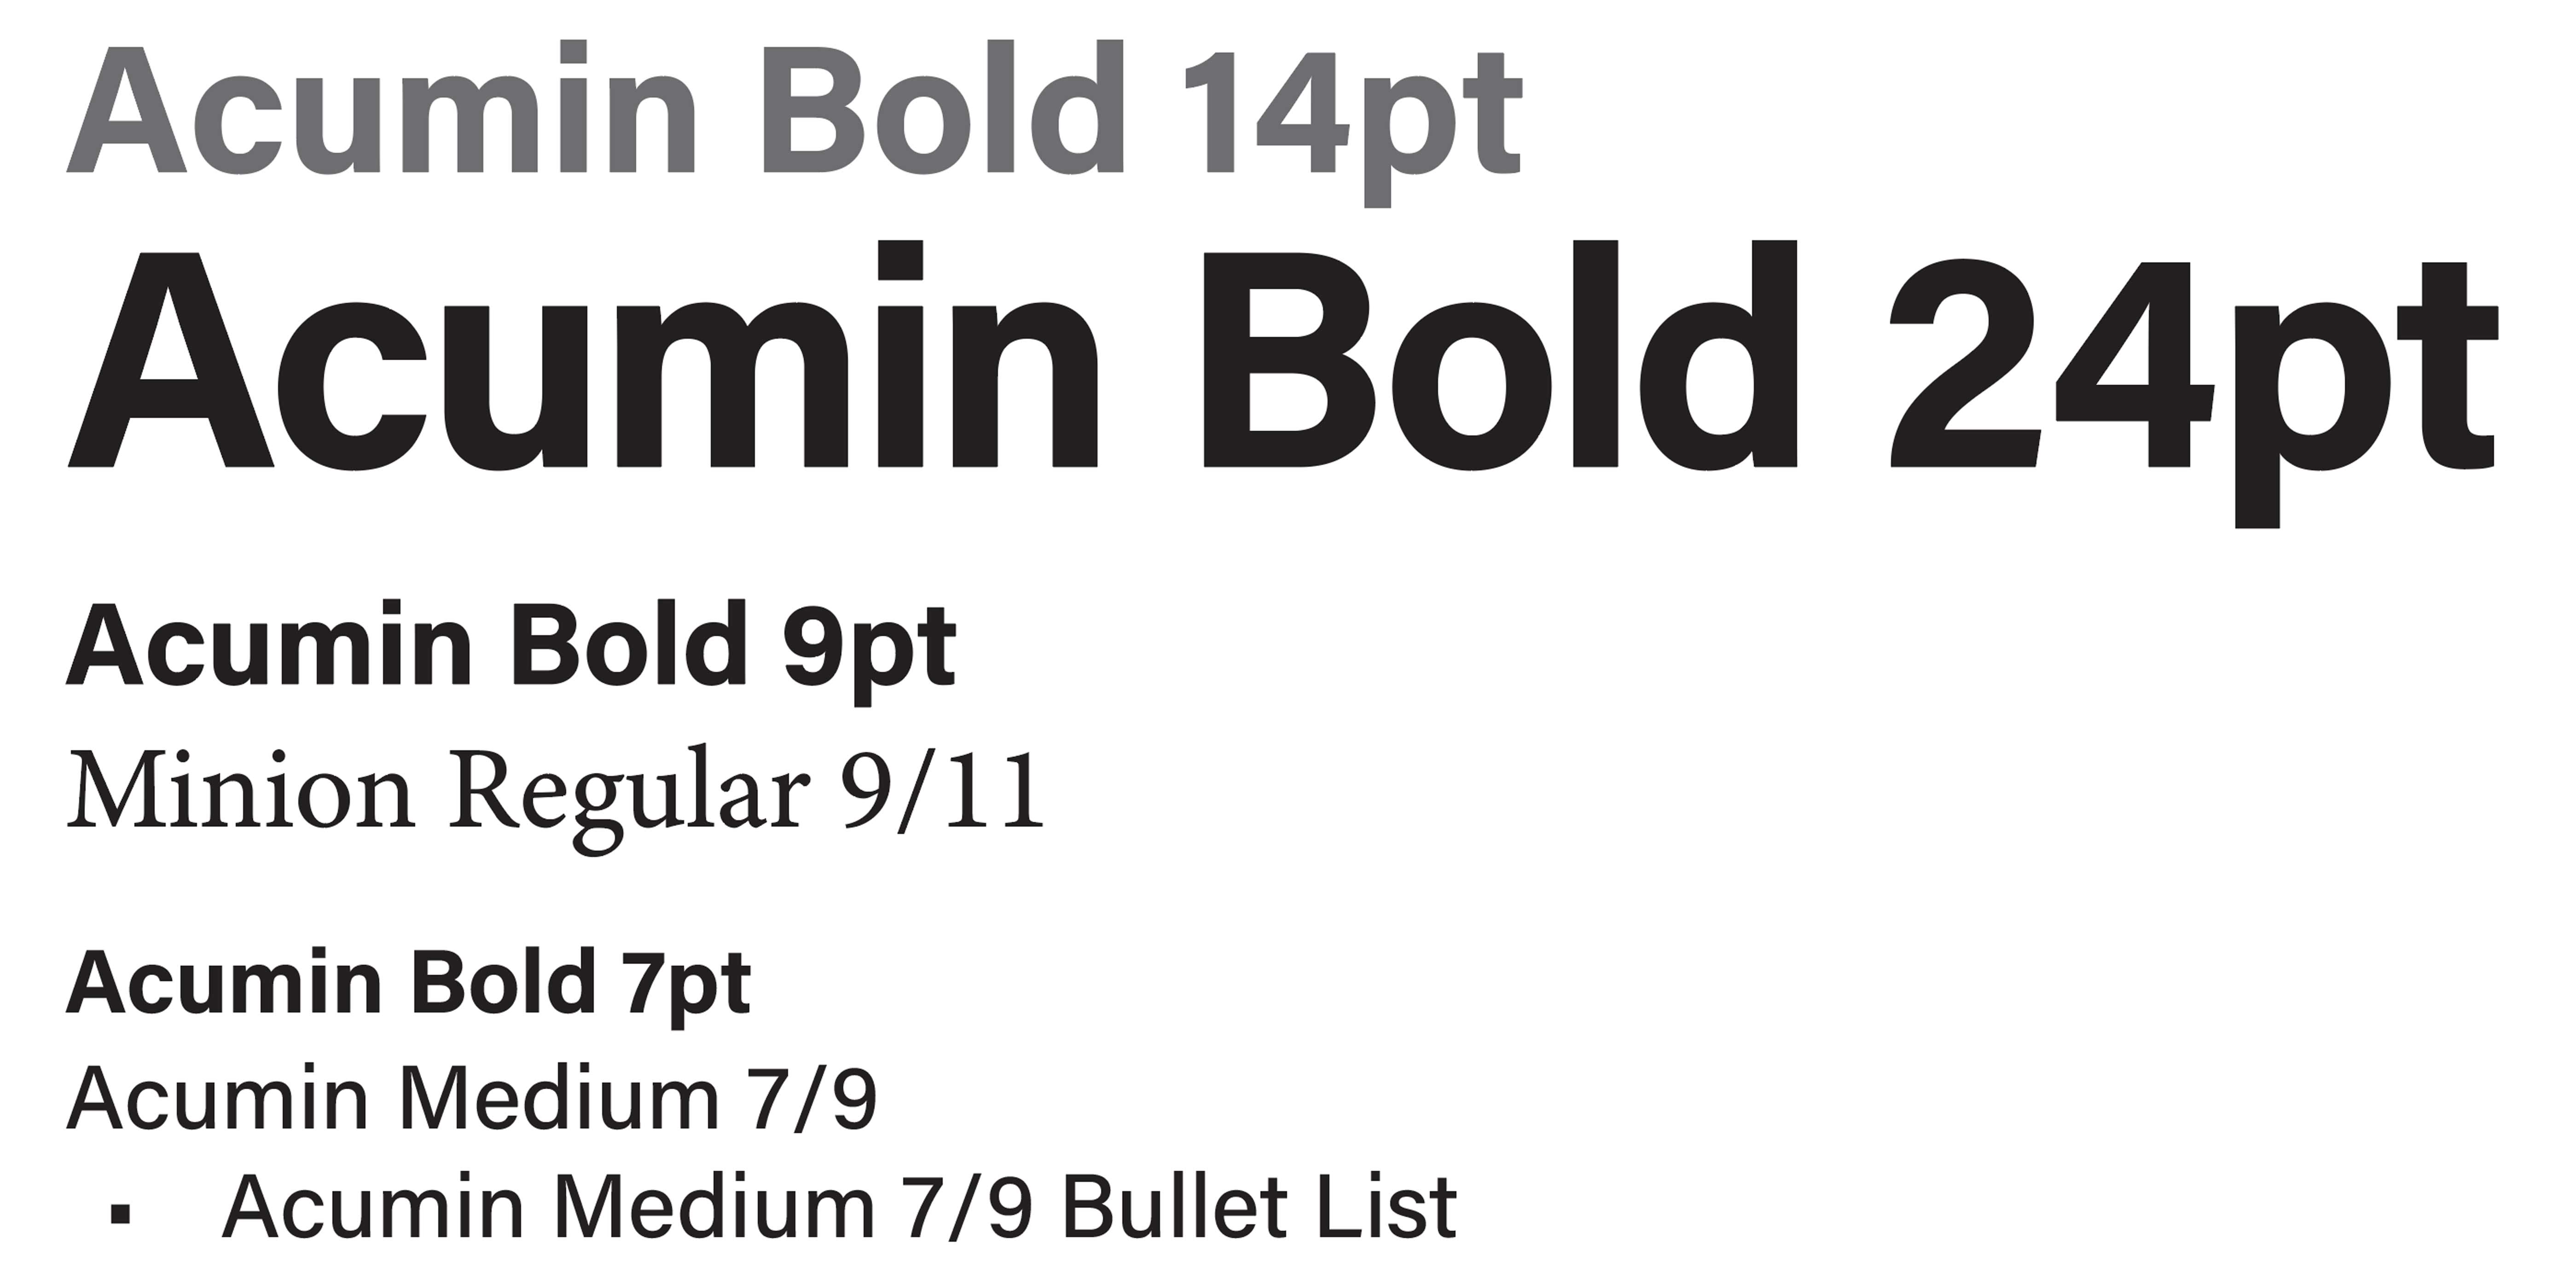 Acumin Bold 14pt
Acumin Bold 24pt
Acumin Bold 9pt
Minion Regular 9/11
Acumin Bold 7pt
Acumin Medium 7/9
▪ Acumin Medium 7/9 Bullet List